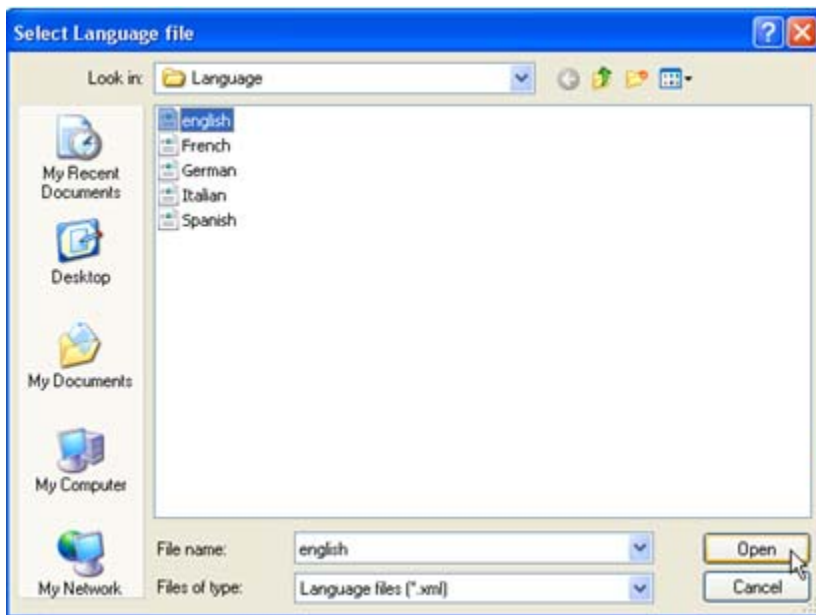 Select Language file
Look in: Language
english
French
German
Italian
Spanish
My Recent
Documents
Desktop
My Documents
My Computer
My Network
File name: english Open
Files of type: Language files (*.xml) Cancel